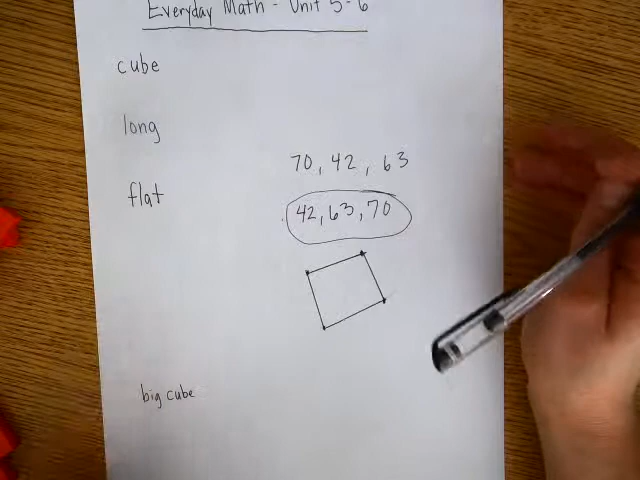 Everyday Math - Unit 5-6
cube
long
70, 42, 63
flat
42, 63, 70
big cube